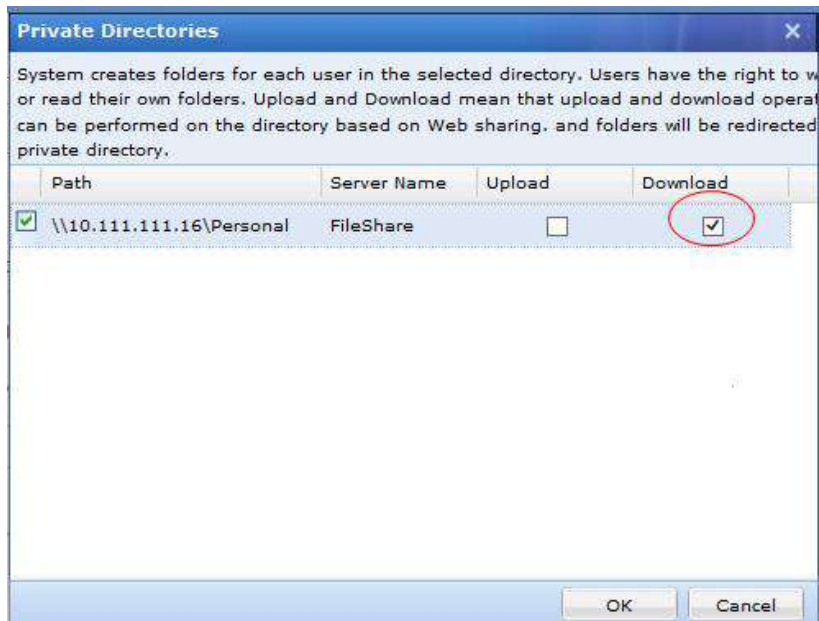 Private Directories
System creates folders for each user in the selected directory. Users have the right to w
or read their own folders. Upload and Download mean that upload and download operat
can be performed on the directory based on Web sharing. and folders will be redirected
private directory.
Path Server Name Upload Download
\\10.111.111.16\Personal FileShare
OK Cancel